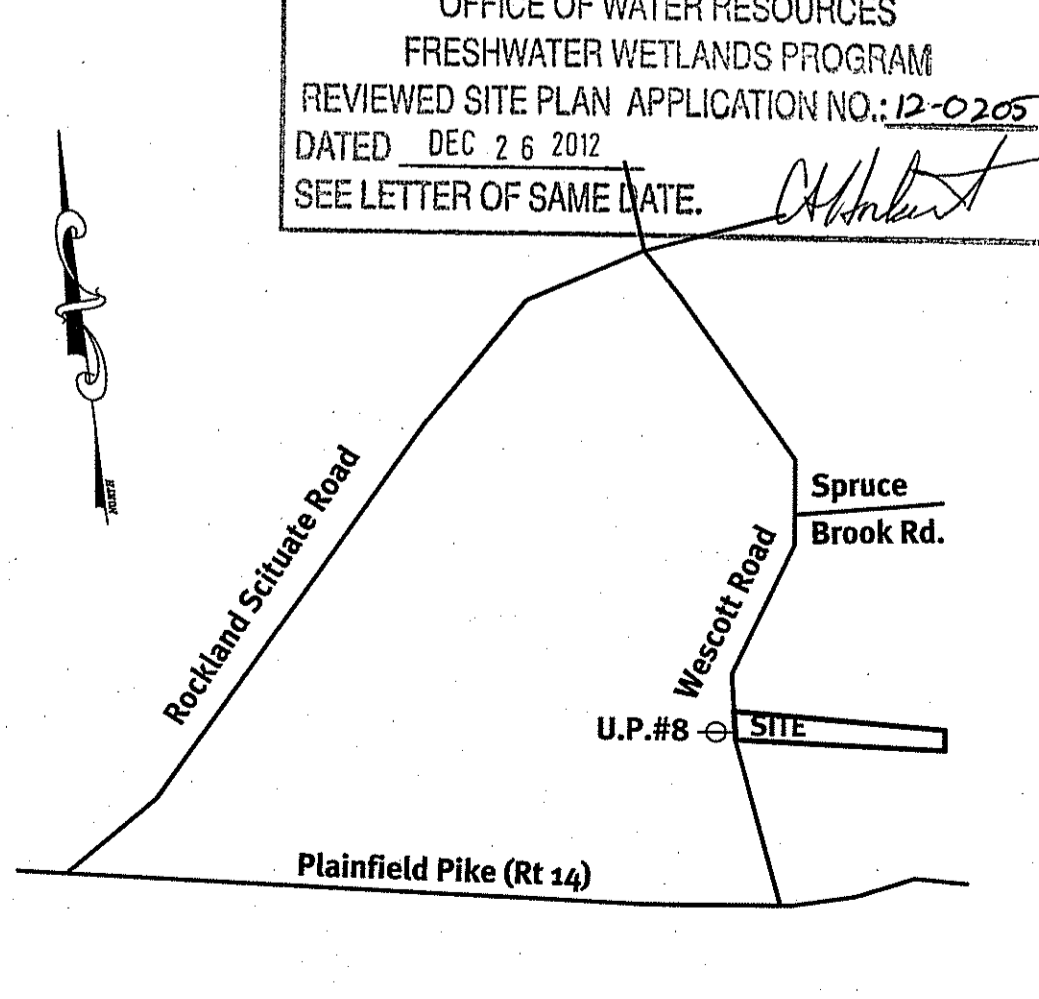 OFFICE OF WATER RESOURCES
FRESHWATER WETLANDS PROGRAM
REVIEWED SITE PLAN APPLICATION NO.: 12-0205
DATED DEC 26 2012
SEE LETTER OF SAME DATE.
NORTH
Rockland Scituate Road
Spruce
Brook Rd.
Wescott Road
U.P.#8
SITE
Plainfield Pike (Rt 14)